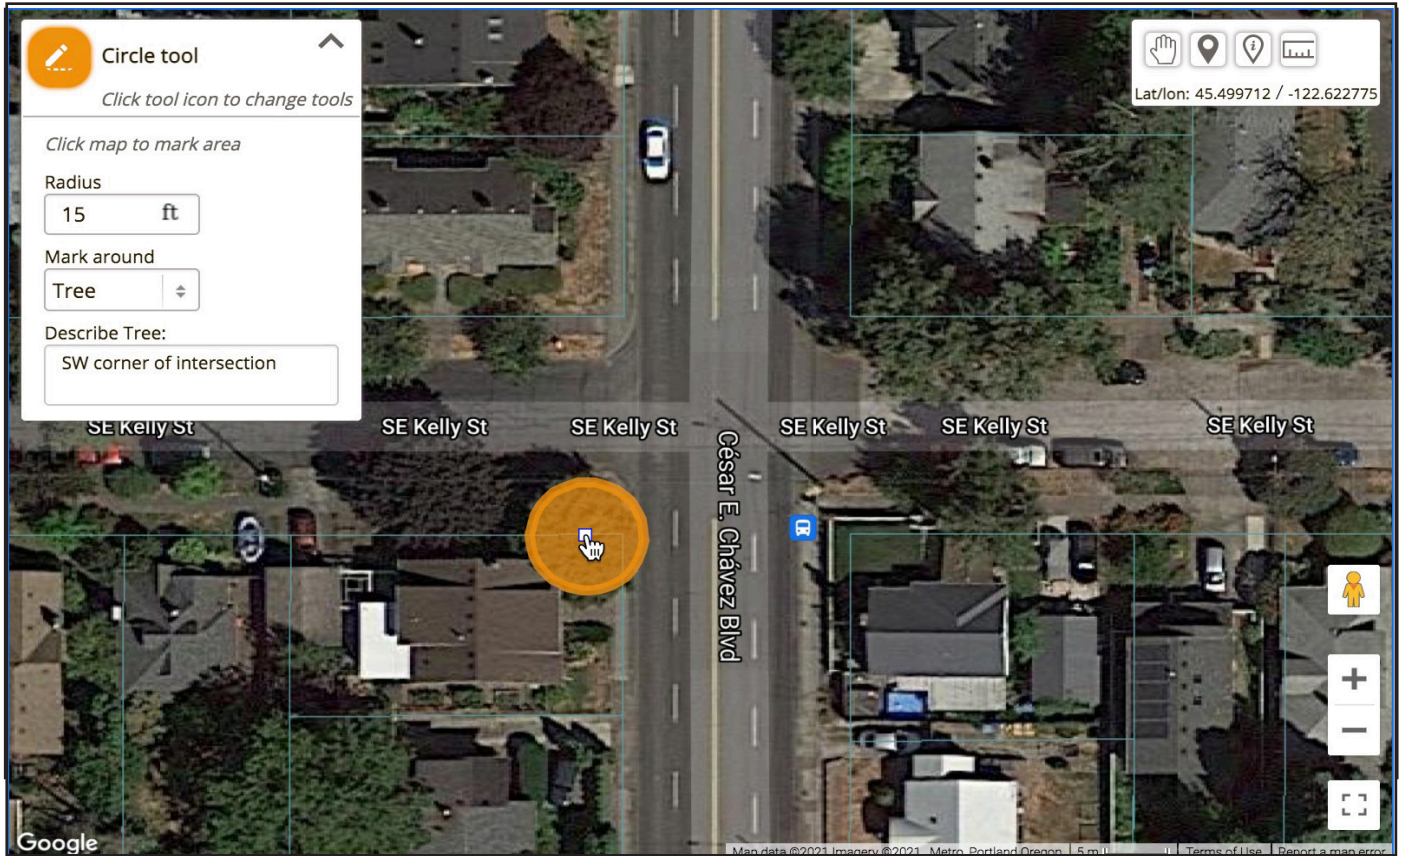 Circle tool
Click tool icon to change tools
Click map to mark area
Radius
15 ft
Mark around
Tree
Describe Tree:
SW corner of intersection
Lat/lon: 45.499712 / -122.622775
SE Kelly St SE Kelly St SE Kelly St SE Kelly St SE Kelly St SE Kelly St
César E. Chávez Blvd
Google
Map data ©2021 Imagery ©2021 , Metro, Portland Oregon 5 m Terms of Use Report a map error